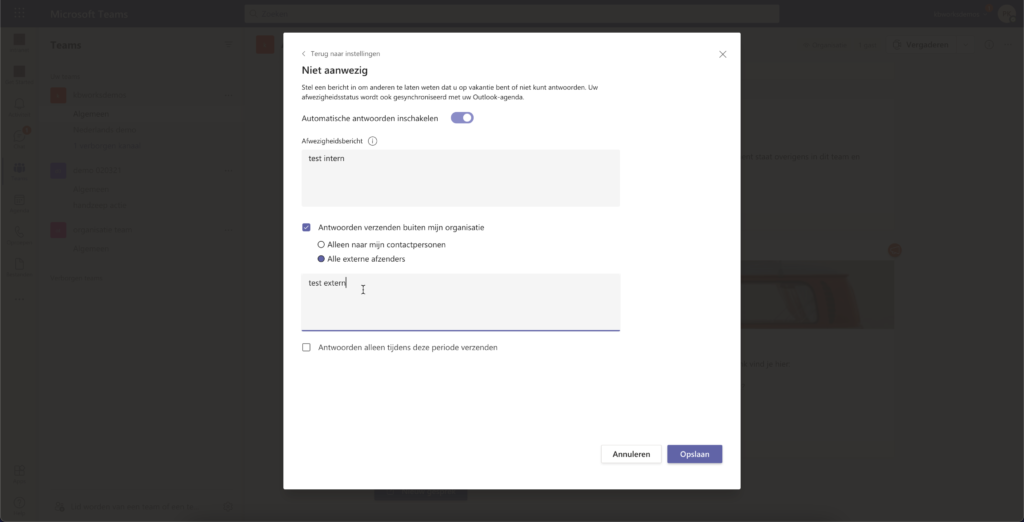 Microsoft Teams
Zoeken
Teams
Vergaderen
Terug naar instellingen
Niet aanwezig
Stel een bericht in om anderen te laten weten dat u op vakantie bent of niet kunt antwoorden. Uw
afwezigheidsstatus wordt ook gesynchroniseerd met uw Outlook-agenda.
Automatische antwoorden inschakelen
Afwezigheidsbericht
test intern
Antwoorden verzenden buiten mijn organisatie
Alleen naar mijn contactpersonen
Alle externe afzenders
test extern
Antwoorden alleen tijdens deze periode verzenden
Annuleren
Opslaan